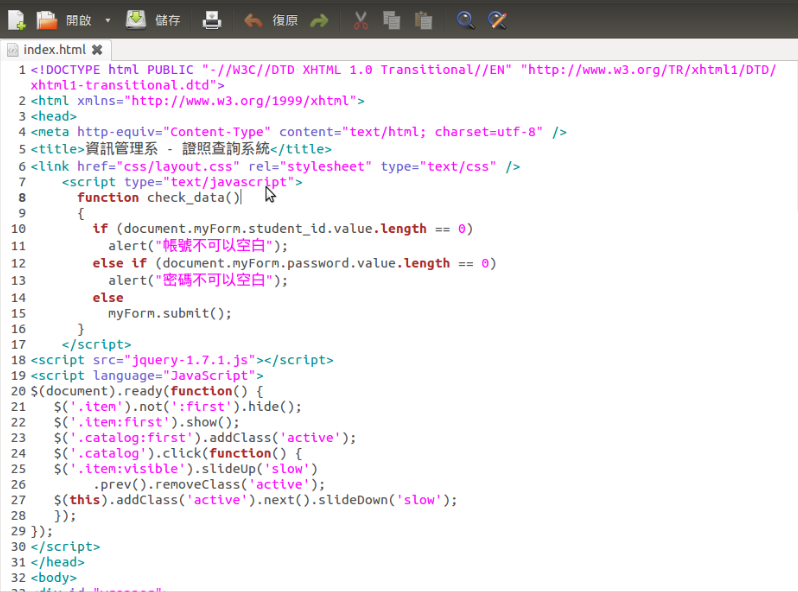 開啟 儲存 復原
index.html
1 <!DOCTYPE html PUBLIC "-//W3C//DTD XHTML 1.0 Transitional//EN" "http://www.w3.org/TR/xhtml1/DTD/
xhtml1-transitional.dtd">
2 <html xmlns="http://www.w3.org/1999/xhtml">
3 <head>
4 <meta http-equiv="Content-Type" content="text/html; charset=utf-8" />
5 <title>資訊管理系 - 證照查詢系統</title>
6 <link href="css/layout.css" rel="stylesheet" type="text/css" />
7     <script type="text/javascript">
8       function check_data()
9       {
10         if (document.myForm.student_id.value.length == 0)
11           alert("帳號不可以空白");
12         else if (document.myForm.password.value.length == 0)
13           alert("密碼不可以空白");
14         else
15           myForm.submit();
16       }
17     </script>
18 <script src="jquery-1.7.1.js"></script>
19 <script language="JavaScript">
20 $(document).ready(function() {
21    $('.item').not(':first').hide();
22    $('.item:first').show();
23    $('.catalog:first').addClass('active');
24    $('.catalog').click(function() {
25    $('.item:visible').slideUp('slow')
26         .prev().removeClass('active');
27    $(this).addClass('active').next().slideDown('slow');
28    });
29 });
30 </script>
31 </head>
32 <body>